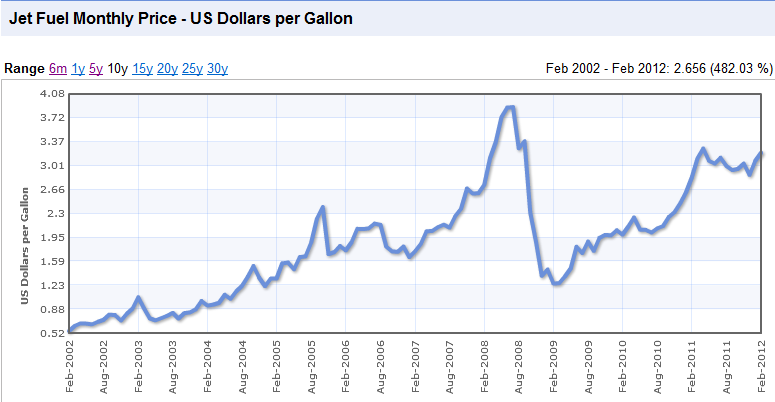 Jet Fuel Monthly Price - US Dollars per Gallon
Range 6m 1y 5y 10y 15y 20y 25y 30y
Feb 2002 - Feb 2012: 2.656 (482.03 %)
US Dollars per Gallon
4.08
3.72
3.37
3.01
2.66
2.3
1.95
1.59
1.23
0.88
0.52
Feb-2002
Aug-2002
Feb-2003
Aug-2003
Feb-2004
Aug-2004
Feb-2005
Aug-2005
Feb-2006
Aug-2006
Feb-2007
Aug-2007
Feb-2008
Aug-2008
Feb-2009
Aug-2009
Feb-2010
Aug-2010
Feb-2011
Aug-2011
Feb-2012